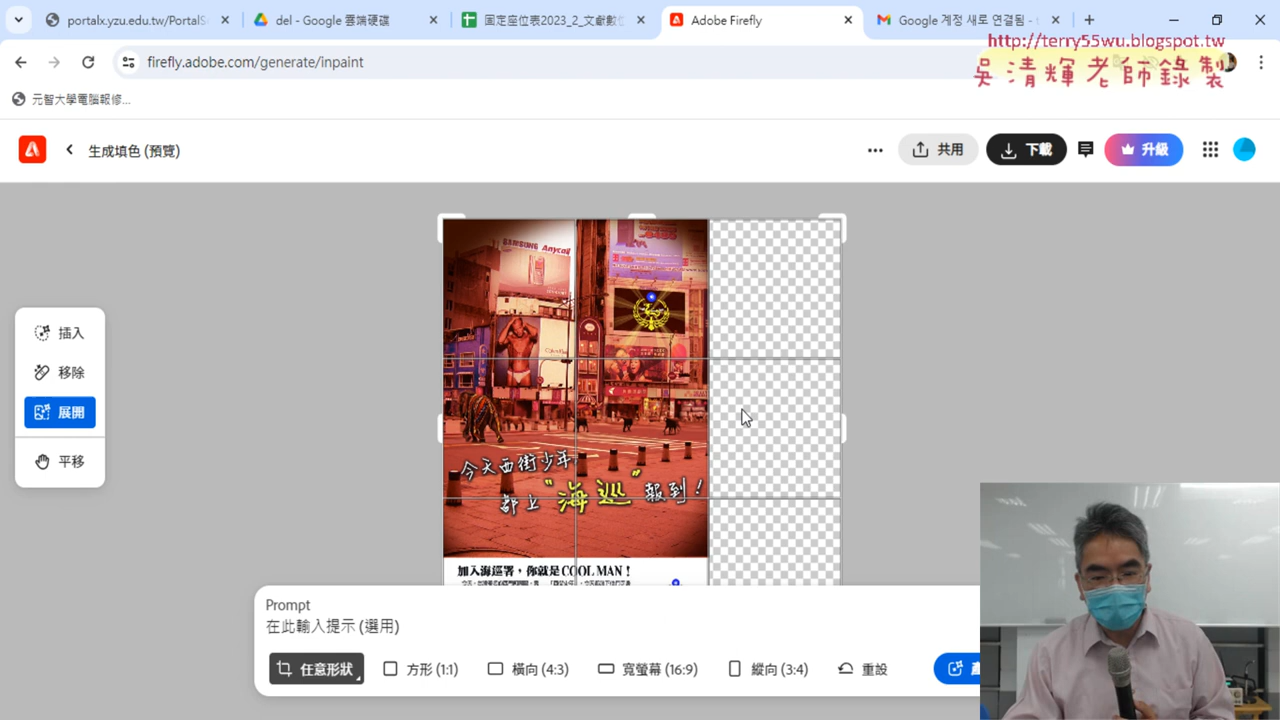 portalx.yzu.edu.tw/PortalS
del - Google 雲端硬碟
固定座位表2023_2_文獻數位
Adobe Firefly
Gmail Google 계정 새로 연결됨 -
http://terry55wu.blogspot.tw
firefly.adobe.com/generate/inpaint
吳清輝老師錄製
元智大學電腦報修...
生成填色 (預覽)
共用
下載
升級
SAMSUNG Anycall
插入
移除
展開
平移
今天西街少年
都上"海巡"報到!
加入海巡署,你就是COOL MAN!
Prompt
在此輸入提示 (選用)
任意形狀
方形 (1:1)
橫向 (4:3)
寬螢幕 (16:9)
縱向 (3:4)
重設